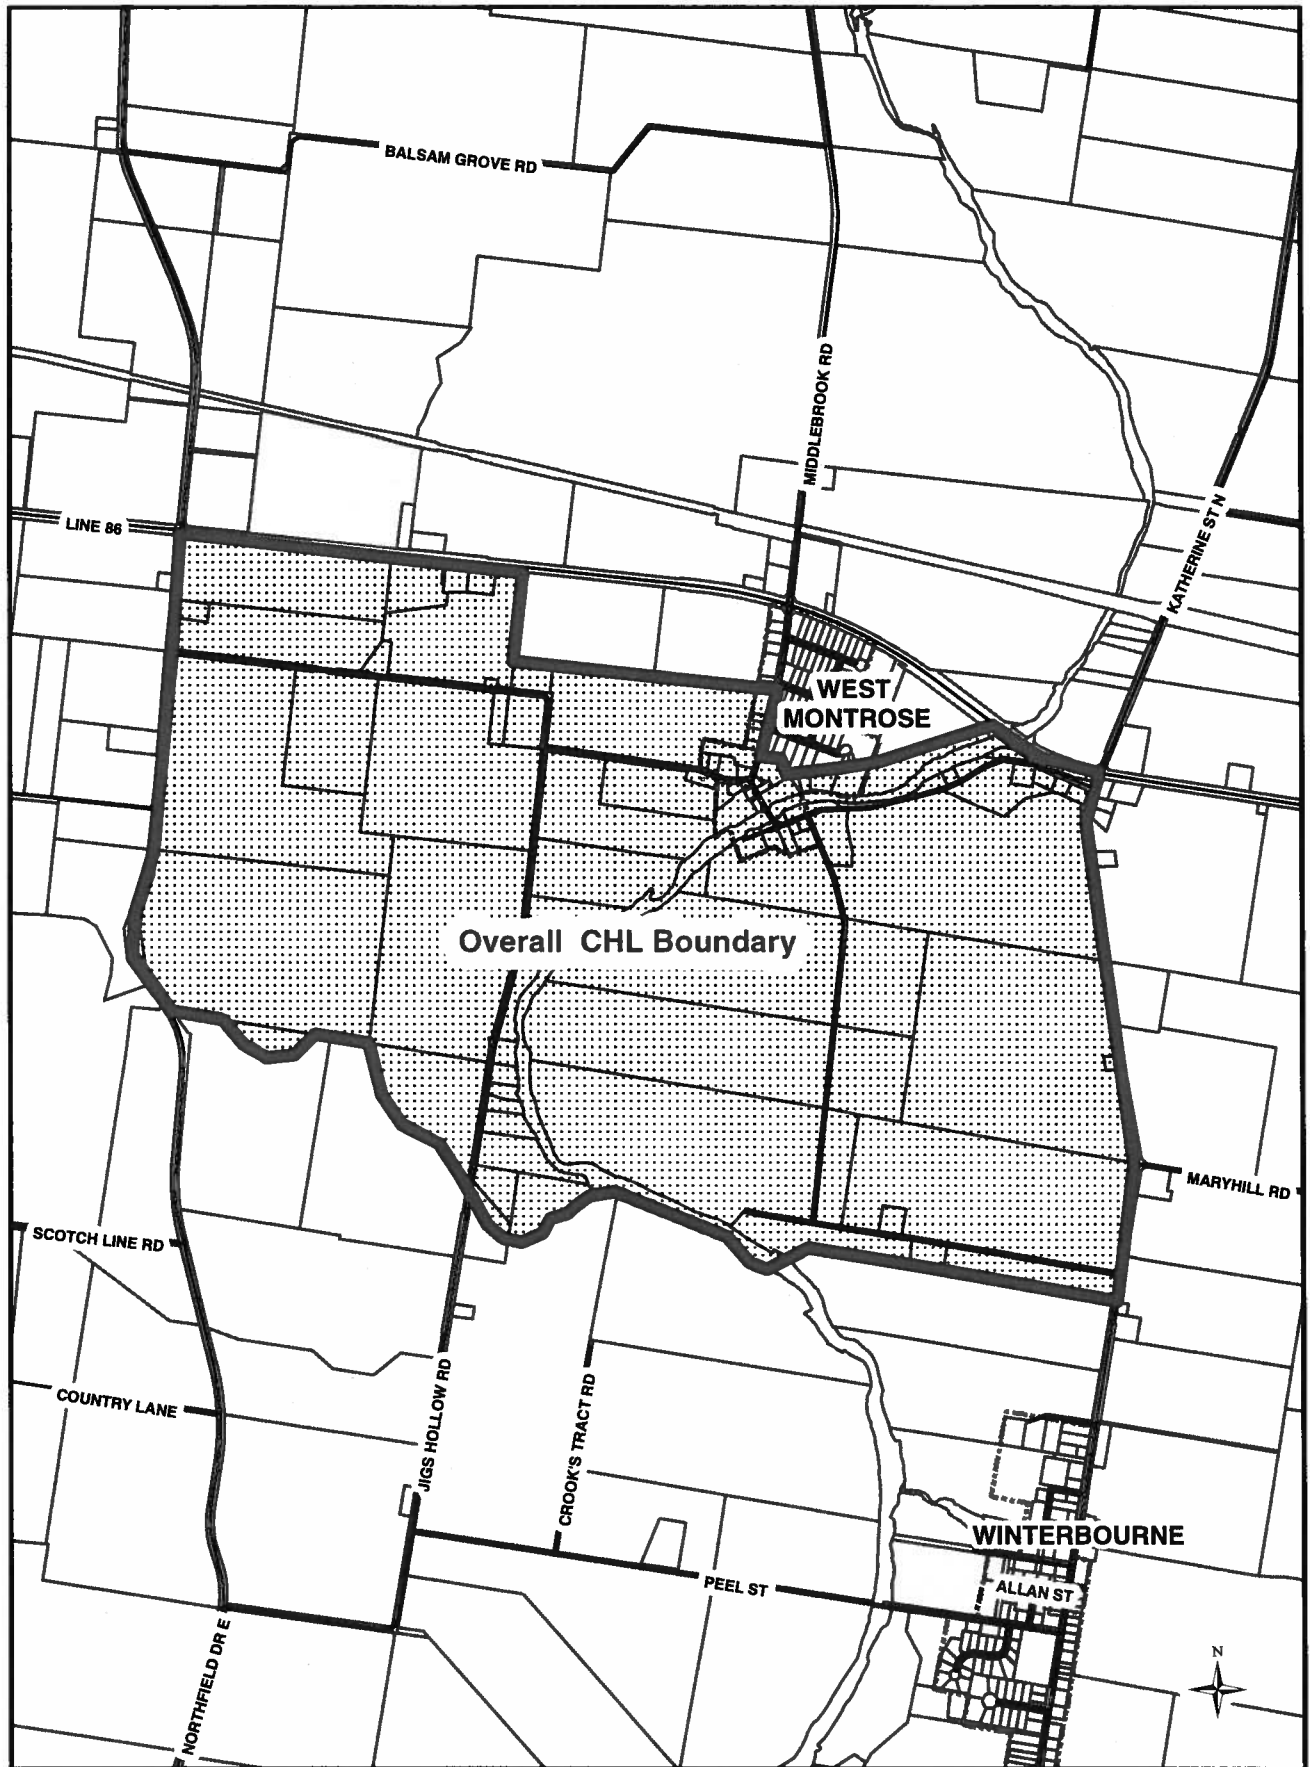 BALSAM GROVE RD
MIDDLEBROOK RD
KATHERINE ST N
LINE 86
WEST
MONTROSE
Overall CHL Boundary
MARYHILL RD
SCOTCH LINE RD
JIGS HOLLOW RD
CROOK'S TRACT RD
COUNTRY LANE
WINTERBOURNE
PEEL ST
ALLAN ST
NORTHFIELD DR E
N